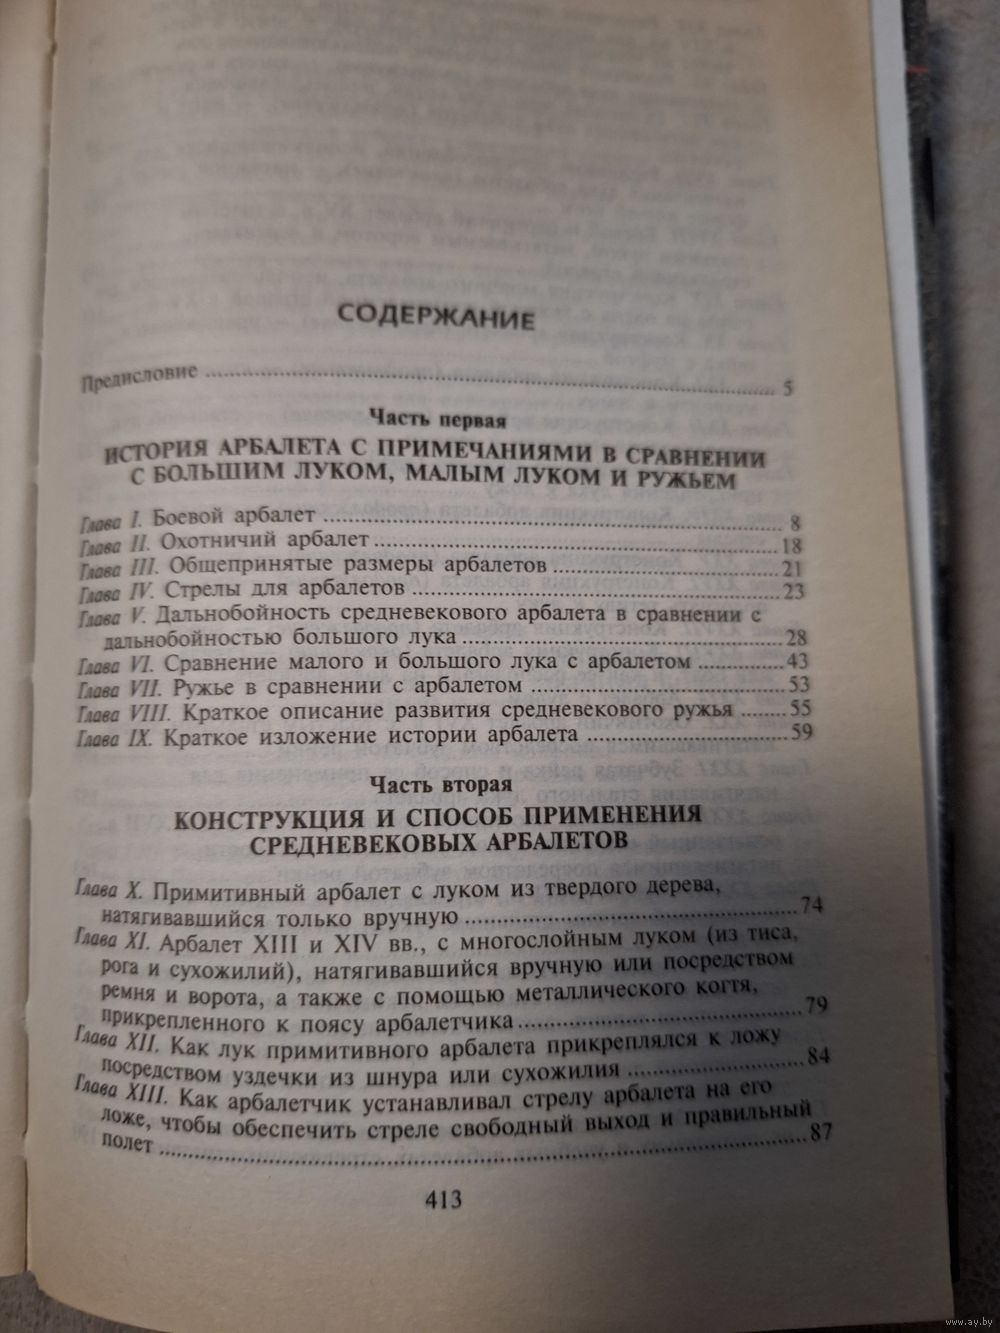 СОДЕРЖАНИЕ
Предисловие ........ 5
Часть первая
ИСТОРИЯ АРБАЛЕТА С ПРИМЕЧАНИЯМИ В СРАВНЕНИИ
С БОЛЬШИМ ЛУКОМ, МАЛЫМ ЛУКОМ И РУЖЬЕМ
Глава I. Боевой арбалет ........ 8
Глава II. Охотничий арбалет ........ 18
Глава III. Общепринятые размеры арбалетов ........ 21
Глава IV. Стрелы для арбалетов ........ 23
Глава V. Дальнобойность средневекового арбалета в сравнении с
дальнобойностью большого лука ........ 28
Глава VI. Сравнение малого и большого лука с арбалетом ........ 43
Глава VII. Ружье в сравнении с арбалетом ........ 53
Глава VIII. Краткое описание развития средневекового ружья ........ 55
Глава IX. Краткое изложение истории арбалета ........ 59
Часть вторая
КОНСТРУКЦИЯ И СПОСОБ ПРИМЕНЕНИЯ
СРЕДНЕВЕКОВЫХ АРБАЛЕТОВ
Глава X. Примитивный арбалет с луком из твердого дерева,
натягивавшийся только вручную ........ 74
Глава XI. Арбалет XIII и XIV вв., с многослойным луком (из тиса,
рога и сухожилий), натягивавшийся вручную или посредством
ремня и ворота, а также с помощью металлического когтя,
прикрепленного к поясу арбалетчика ........ 79
Глава XII. Как лук примитивного арбалета прикреплялся к ложу
посредством уздечки из шнура или сухожилия ........ 84
Глава XIII. Как арбалетчик устанавливал стрелу арбалета на его
ложе, чтобы обеспечить стреле свободный выход и правильный
полет ........ 87
413
www.ay.by